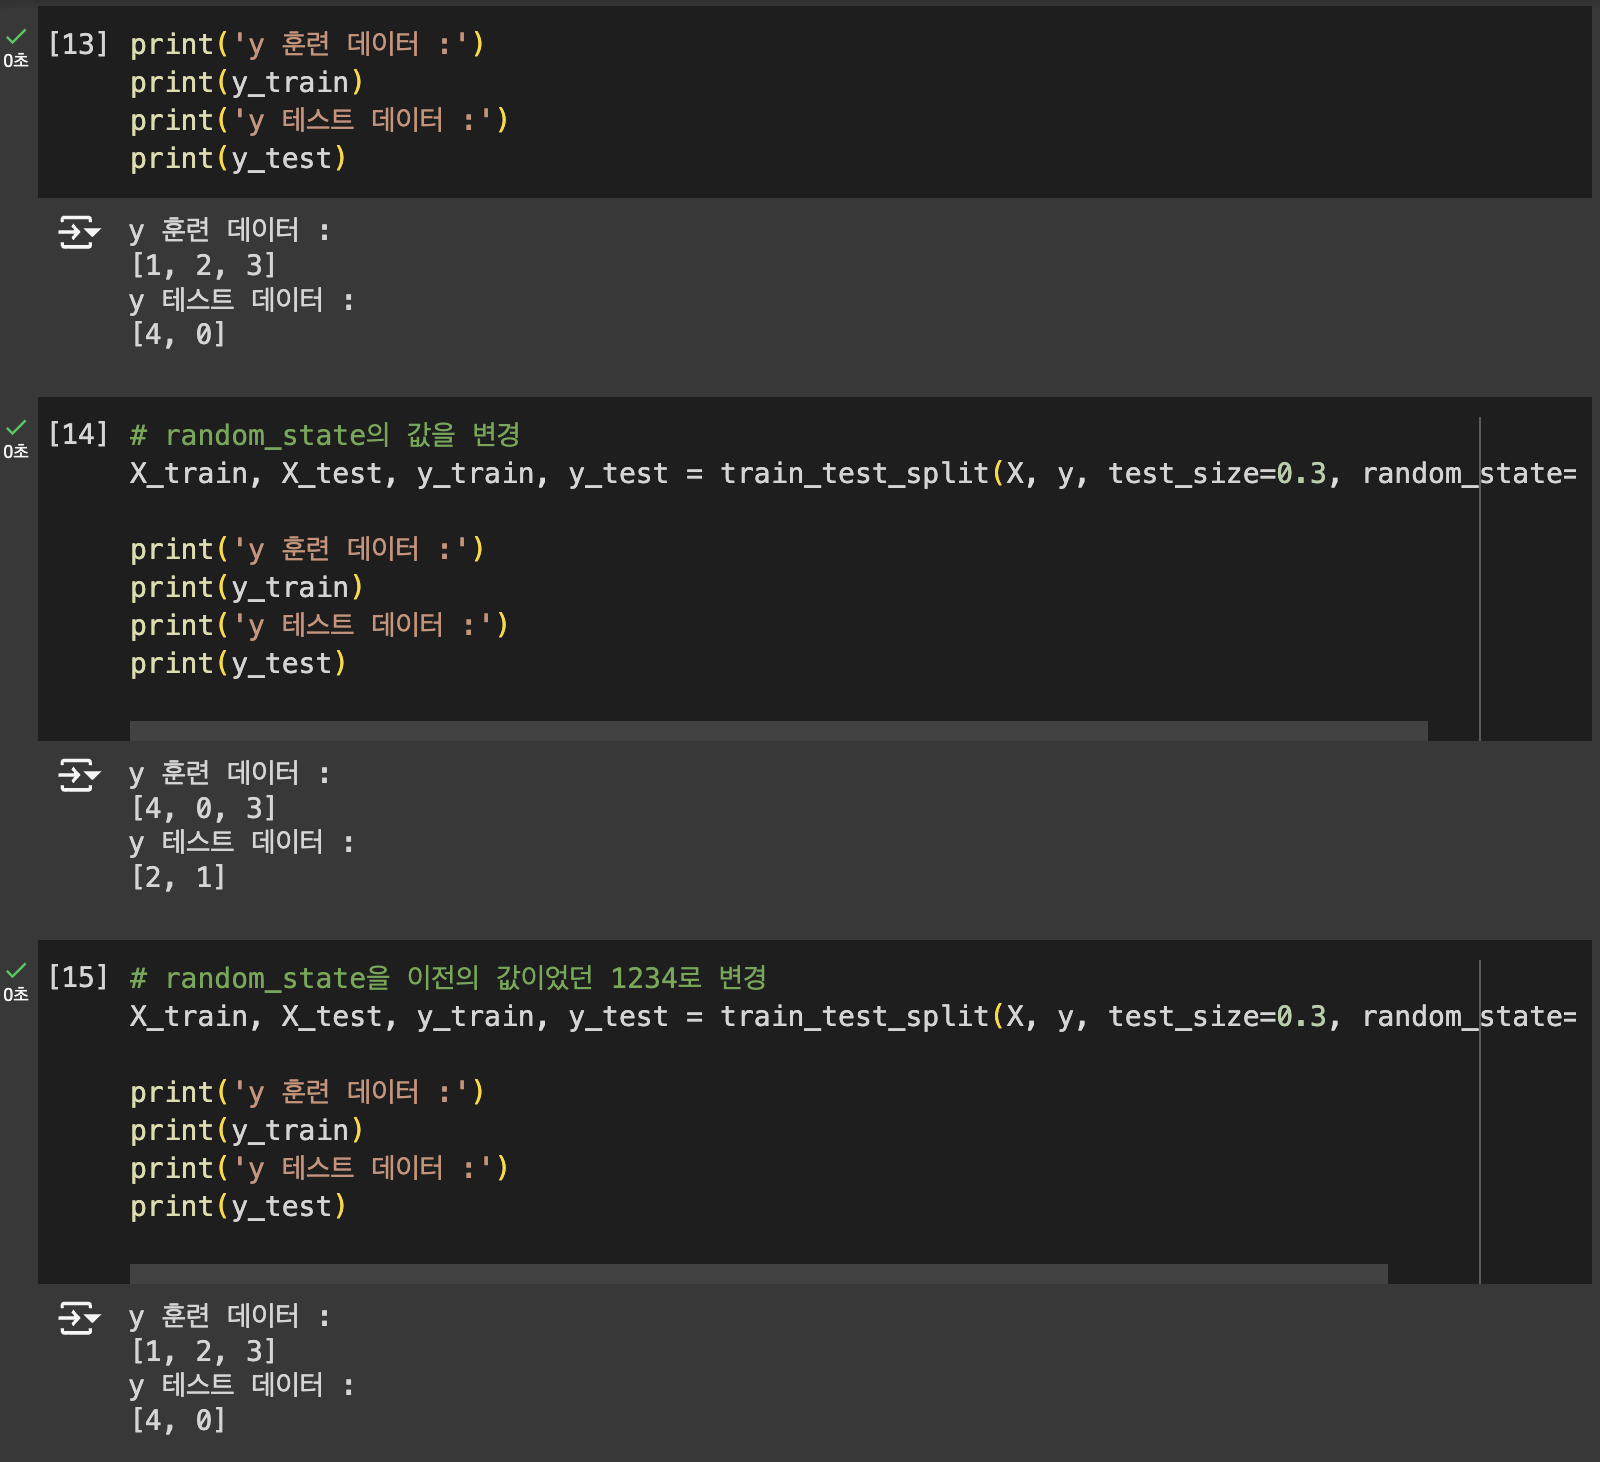 [13] print('y 훈련 데이터 :')
0초
print(y_train)
print('y 테스트 데이터 :')
print(y_test)
y 훈련 데이터 :
[1, 2, 3]
y 테스트 데이터 :
[4, 0]
[14] # random_state의 값을 변경
0초
X_train, X_test, y_train, y_test = train_test_split(X, y, test_size=0.3, random_state=
print('y 훈련 데이터 :')
print(y_train)
print('y 테스트 데이터 :')
print(y_test)
y 훈련 데이터 :
[4, 0, 3]
y 테스트 데이터 :
[2, 1]
[15] # random_state을 이전의 값이었던 1234로 변경
0초
X_train, X_test, y_train, y_test = train_test_split(X, y, test_size=0.3, random_state=
print('y 훈련 데이터 :')
print(y_train)
print('y 테스트 데이터 :')
print(y_test)
y 훈련 데이터 :
[1, 2, 3]
y 테스트 데이터 :
[4, 0]